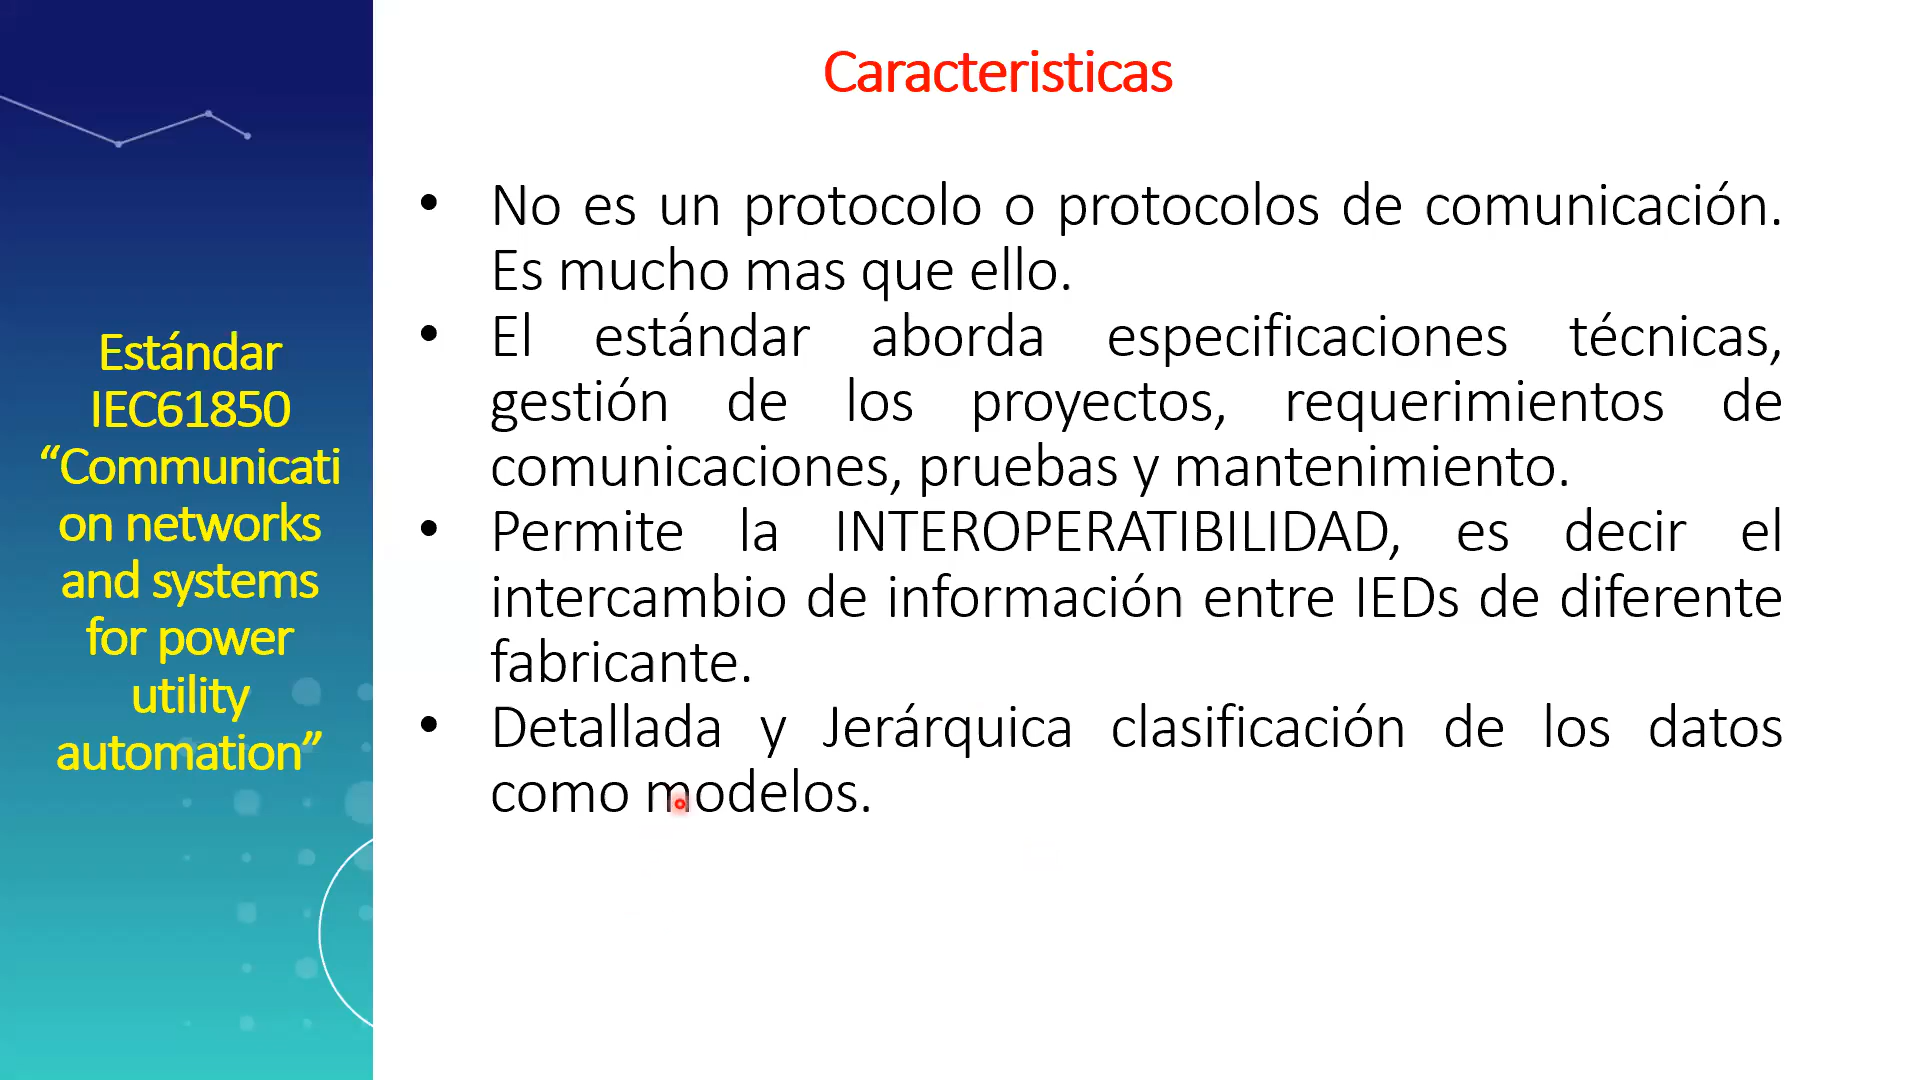 Estándar
IEC61850
“Communicati
on networks
and systems
for power
utility
automation”
Caracteristicas
• No es un protocolo o protocolos de comunicación.
Es mucho mas que ello.
• El estándar aborda especificaciones técnicas,
gestión de los proyectos, requerimientos de
comunicaciones, pruebas y mantenimiento.
• Permite la INTEROPERATIBILIDAD, es decir el
intercambio de información entre IEDs de diferente
fabricante.
• Detallada y Jerárquica clasificación de los datos
como modelos.